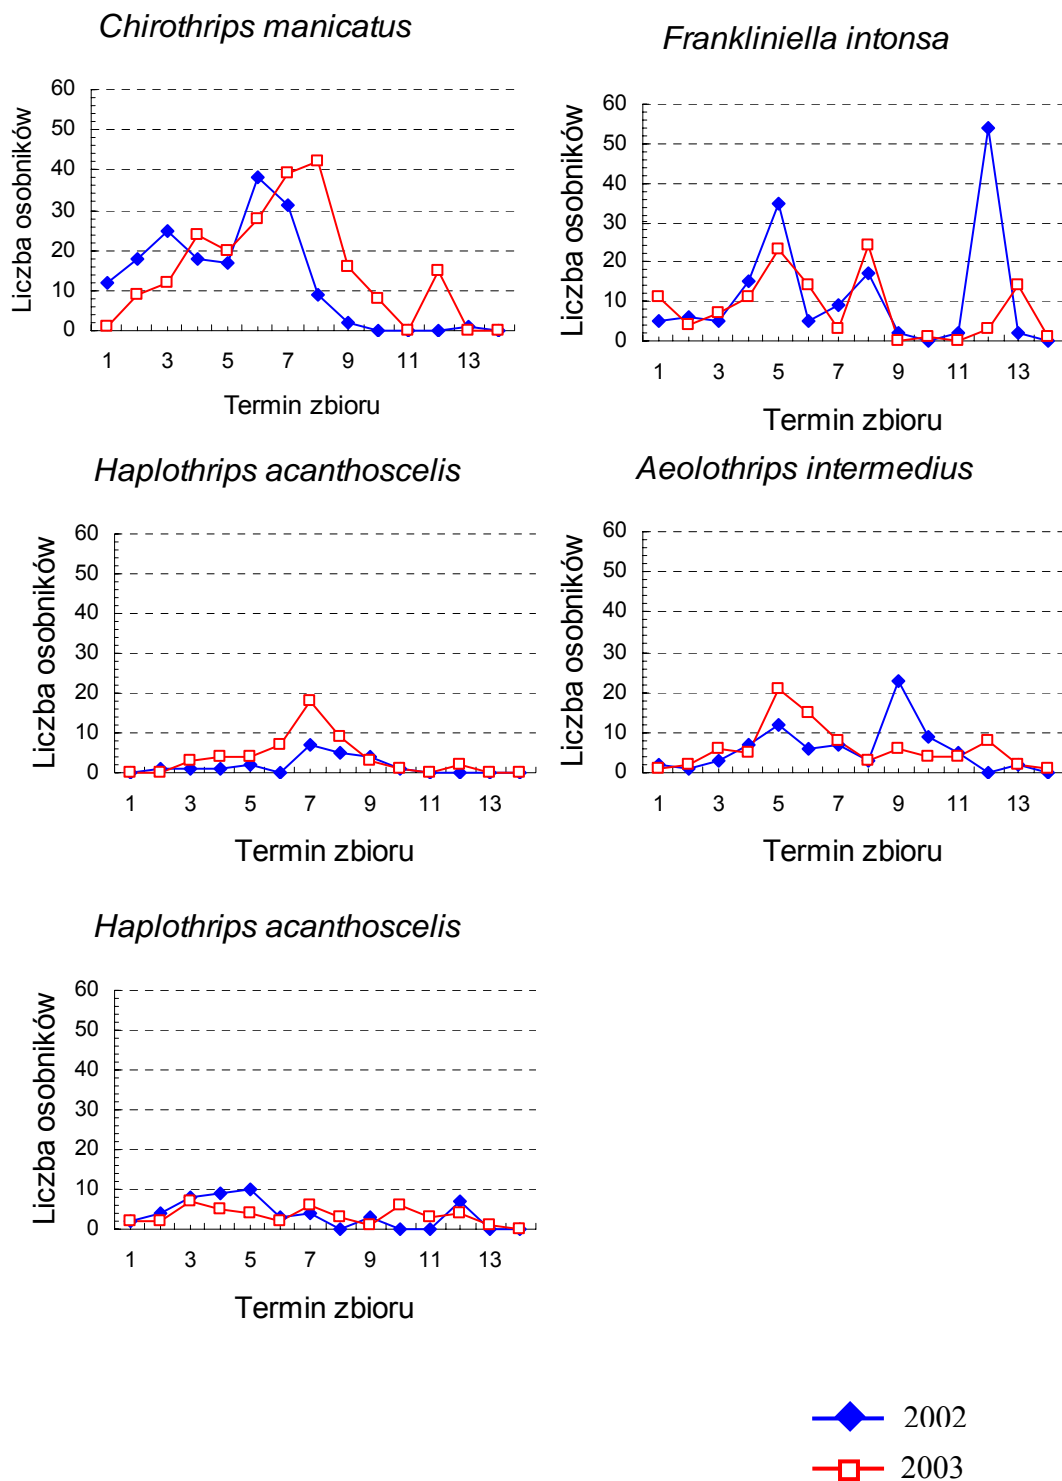 Chirothrips manicatus
Liczba osobników
60
50
40
30
20
10
0
1 3 5 7 9 11 13
Termin zbioru
Frankliniella intonsa
Liczba osobników
60
50
40
30
20
10
0
1 3 5 7 9 11 13
Termin zbioru
Haplothrips acanthoscelis
Liczba osobników
60
50
40
30
20
10
0
1 3 5 7 9 11 13
Termin zbioru
Aeolothrips intermedius
Liczba osobników
60
50
40
30
20
10
0
1 3 5 7 9 11 13
Termin zbioru
Haplothrips acanthoscelis
Liczba osobników
60
50
40
30
20
10
0
1 3 5 7 9 11 13
Termin zbioru
2002
2003